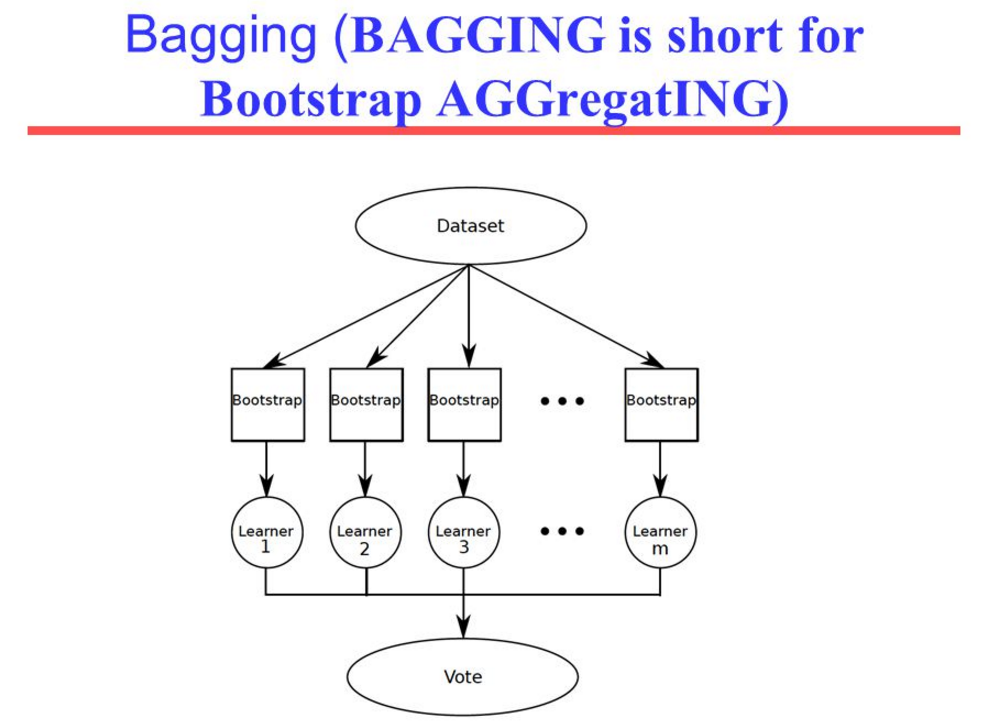 Bagging (BAGGING is short for
Bootstrap AGGregatING)
Dataset
Bootstrap Bootstrap Bootstrap ••• Bootstrap
Learner Learner Learner ••• Learner
1 2 3 m
Vote